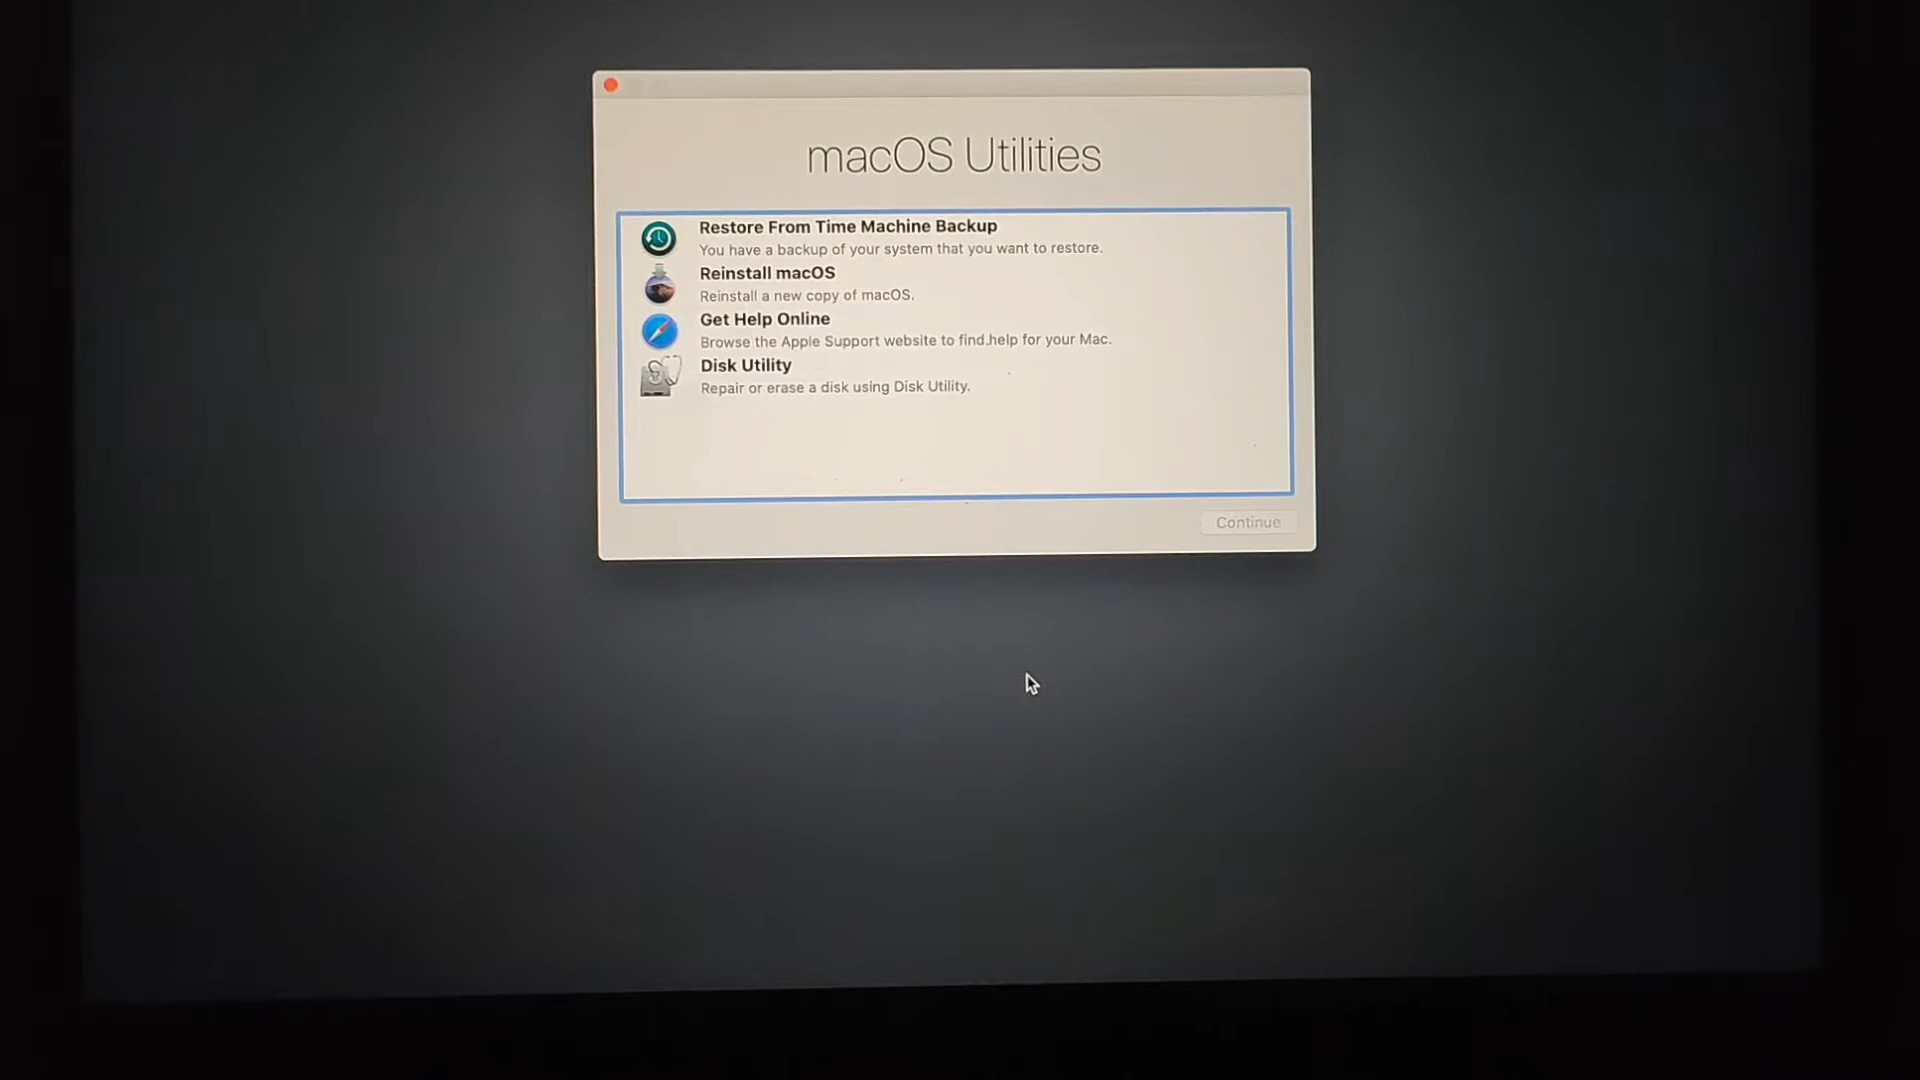 macOS Utilities
Restore From Time Machine Backup
You have a backup of your system that you want to restore.
Reinstall macOS
Reinstall a new copy of macOS.
Get Help Online
Browse the Apple Support website to find help for your Mac.
Disk Utility
Repair or erase a disk using Disk Utility.
Continue